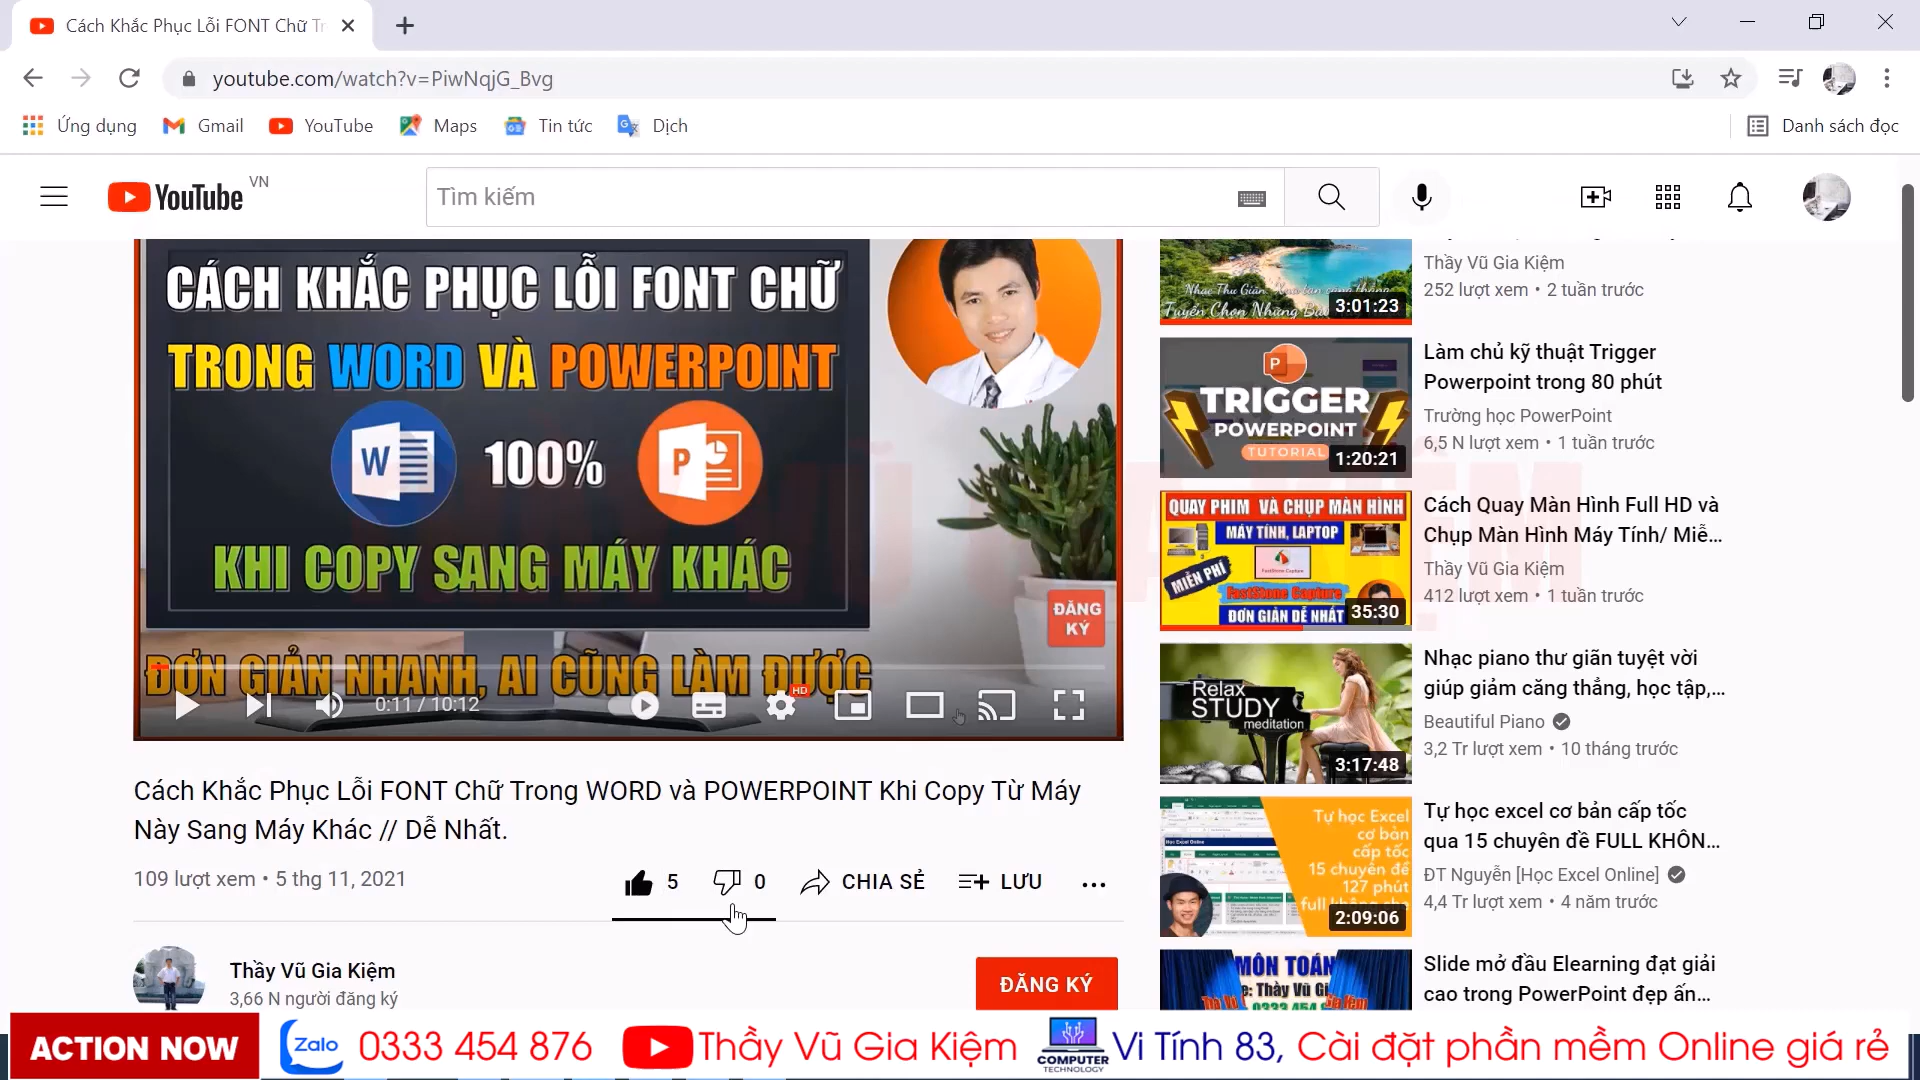 Cách Khắc Phục Lỗi FONT Chữ Tr
youtube.com/watch?v=PiwNqjG_Bvg
Ứng dụng
Gmail
YouTube
Maps
Tin tức
Dịch
Danh sách đọc
YouTube
VN
Tìm kiếm
CÁCH KHẮC PHỤC LỖI FONT CHỮ
TRONG WORD VÀ POWERPOINT
W
100%
P
KHI COPY SANG MÁY KHÁC
ĐĂNG
KÝ
ĐƠN GIẢN NHANH, AI CŨNG LÀM ĐƯỢC
0:11 / 10:12
HD
Cách Khắc Phục Lỗi FONT Chữ Trong WORD và POWERPOINT Khi Copy Từ Máy
Này Sang Máy Khác // Dễ Nhất.
109 lượt xem • 5 thg 11, 2021
5
0
CHIA SẺ
LƯU
Thầy Vũ Gia Kiệm
3,66 N người đăng ký
ĐĂNG KÝ
3:01:23
Thầy Vũ Gia Kiệm
252 lượt xem • 2 tuần trước
P
TRIGGER
POWERPOINT
TUTORIAL
1:20:21
Làm chủ kỹ thuật Trigger
Powerpoint trong 80 phút
Trường học PowerPoint
6,5 N lượt xem • 1 tuần trước
QUAY PHIM VÀ CHỤP MÀN HÌNH
MÁY TÍNH, LAPTOP
MIỄN PHÍ
FastStone Capture
ĐƠN GIẢN DỄ NHẤT
35:30
Cách Quay Màn Hình Full HD và
Chụp Màn Hình Máy Tính/ Miễ...
Thầy Vũ Gia Kiệm
412 lượt xem • 1 tuần trước
Relax
STUDY
meditation
3:17:48
Nhạc piano thư giãn tuyệt vời
giúp giảm căng thẳng, học tập,...
Beautiful Piano
3,2 Tr lượt xem • 10 tháng trước
Tự học Excel
cơ bản
cấp tốc
15 chuyên đề
127 phút
full không che
2:09:06
Tự học excel cơ bản cấp tốc
qua 15 chuyên đề FULL KHÔN...
ĐT Nguyễn [Học Excel Online]
4,4 Tr lượt xem • 4 năm trước
MÔN TOÁN
Slide mở đầu Elearning đạt giải
cao trong PowerPoint đẹp ấn...
ACTION NOW
Zalo
0333 454 876
Thầy Vũ Gia Kiệm
COMPUTER
TECHNOLOGY
Vi Tính 83, Cài đặt phần mềm Online giá rẻ